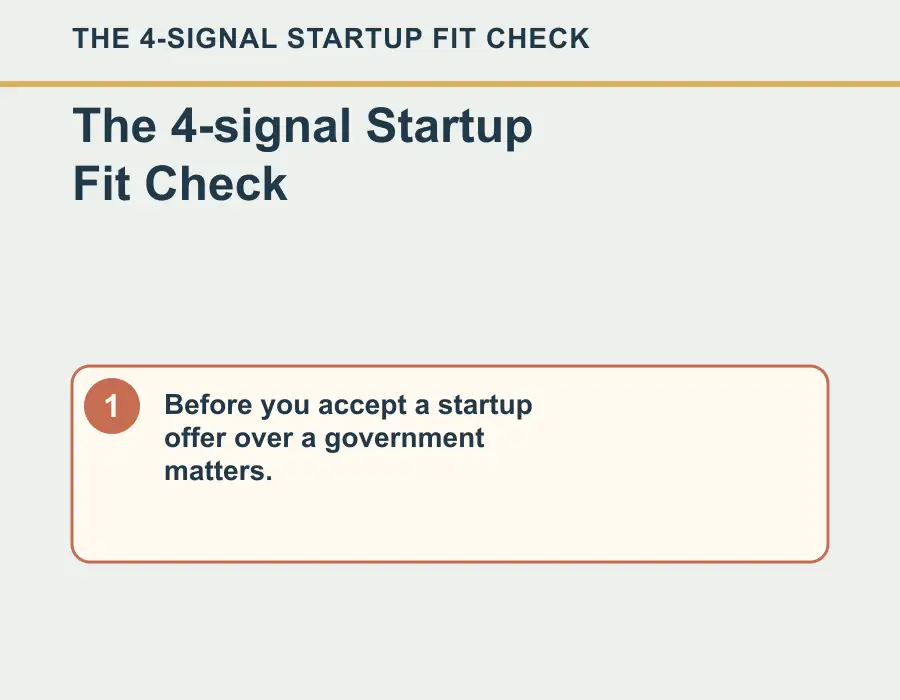 THE 4-SIGNAL STARTUP FIT CHECK
The 4-signal Startup
Fit Check
1
Before you accept a startup
offer over a government
matters.